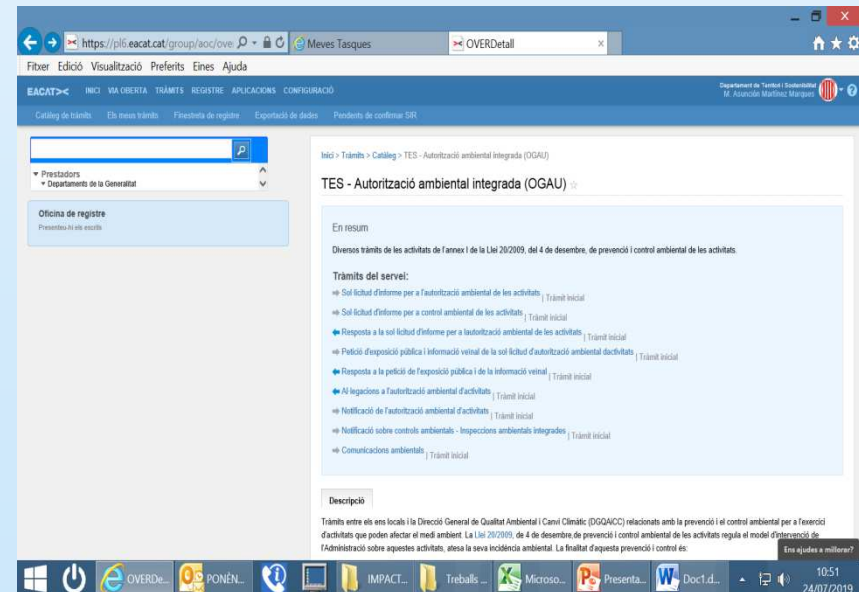 https://pl6.eacat.cat/group/aoc/ove
Meves Tasques
OVERDetall
Fitxer Edició Visualització Preferits Eines Ajuda
EACAT INICI VIA OBERTA TRÀMITS REGISTRE APLICACIONS CONFIGURACIÓ
Departament de Territori i Sostenibilitat
M. Asunción Martínez Marques
Catàleg de tràmits Els meus tràmits Finestreta de registre Exportació de dades Pendents de confirmar SIR
Prestadors
Departaments de la Generalitat
Oficina de registre
Presenteu-hi els escrits
Inici > Tràmits > Catàleg > TES - Autorització ambiental integrada (OGAU)
TES - Autorització ambiental integrada (OGAU)
En resum
Diversos tràmits de les activitats de l'annex I de la Llei 20/2009, del 4 de desembre, de prevenció i control ambiental de les activitats.
Tràmits del servei:
Sol·licitud d'informe per a l'autorització ambiental de les activitats | Tràmit inicial
Sol·licitud d'informe per a control ambiental de les activitats | Tràmit inicial
Resposta a la sol·licitud d'informe per a lautorització ambiental de les activitats | Tràmit inicial
Petició d'exposició pública i informació veïnal de la sol·licitud d'autorització ambiental dactivitats | Tràmit inicial
Resposta a la petició de l'exposició pública i de la informació veïnal | Tràmit inicial
Al·legacions a l'autorització ambiental d'activitats | Tràmit inicial
Notificació de l'autorització ambiental d'activitats | Tràmit inicial
Notificació sobre controls ambientals - Inspeccions ambientals integrades | Tràmit inicial
Comunicacions ambientals | Tràmit inicial
Descripció
Tràmits entre els ens locals i la Direcció General de Qualitat Ambiental i Canvi Climàtic (DGQAiCC) relacionats amb la prevenció i el control ambiental per a l'exercici
d'activitats que poden afectar el medi ambient. La Llei 20/2009, de 4 de desembre, de prevenció i control ambiental de les activitats regula el model d'intervenció de
l'Administració sobre aquestes activitats, atesa la seva incidència ambiental. La finalitat d'aquesta prevenció i control és:
Ens ajudes a millorar?
OVERDe... PONÈN... IMPACT... Treballs ... Microso... Presenta... Doc1.d...
10:51
24/07/2019